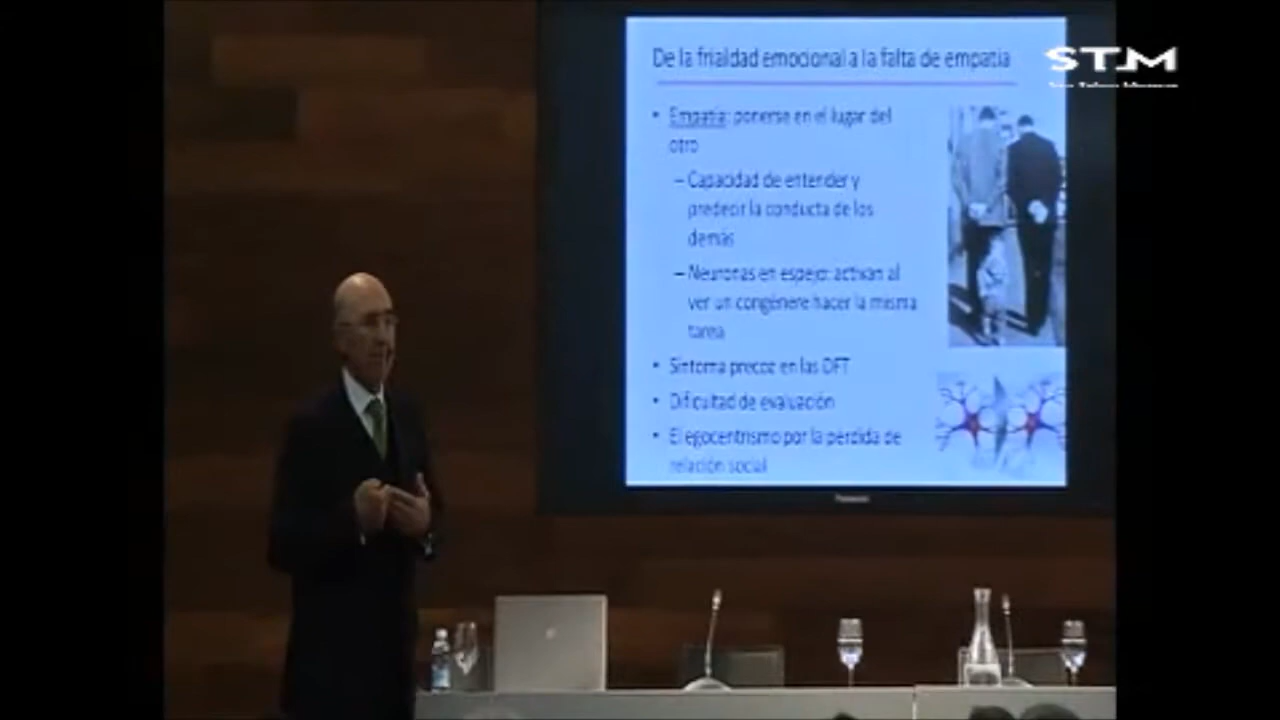 De la frialdad emocional a la falta de empatia
STM
• Empatía: ponerse en el lugar del
otro
– Capacidad de entender y
predecir la conducta de los
demás
– Neuronas en espejo: activan al
ver un congénere hacer la misma
tarea
• Síntoma precoz en las DFT
• Dificultad de evaluación
• El egocentrismo por la pérdida de
relación social
Panasonic